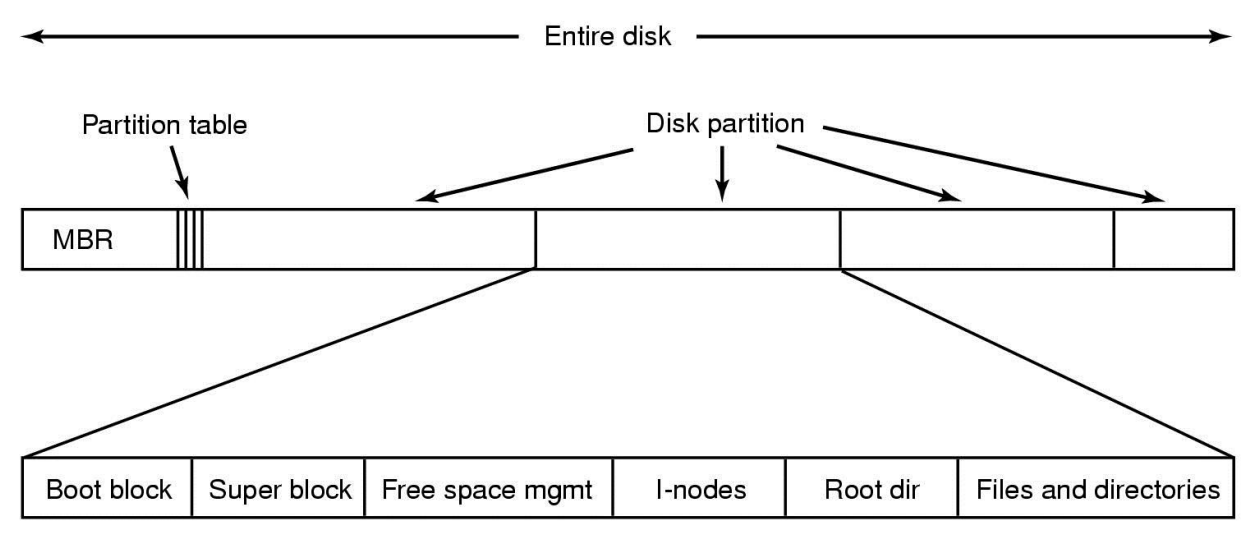 Entire disk
Partition table
Disk partition
MBR
Boot block
Super block
Free space mgmt
I-nodes
Root dir
Files and directories